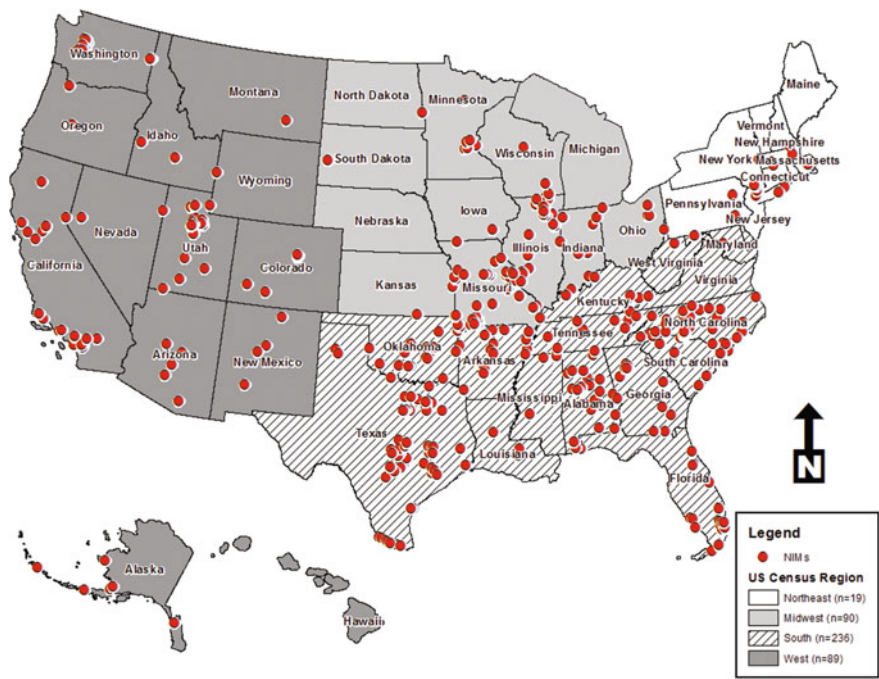 Washington
Montana
North Dakota
Minnesota
Maine
Oregon
Idaho
South Dakota
Wisconsin
Michigan
Vermont
New Hampshire
New York
Massachusetts
Connecticut
Wyoming
Nebraska
Iowa
Pennsylvania
New Jersey
Nevada
Utah
Colorado
Illinois
Indiana
Ohio
Maryland
West Virginia
California
Kansas
Missouri
Virginia
Kentucky
Arizona
New Mexico
Oklahoma
Arkansas
Tennessee
North Carolina
South Carolina
Mississippi
Alabama
Georgia
Texas
Louisiana
Florida
N
Alaska
Hawaii
Legend
NIMs
US Census Region
Northeast (n=19)
Midwest (n=90)
South (n=236)
West (n=89)